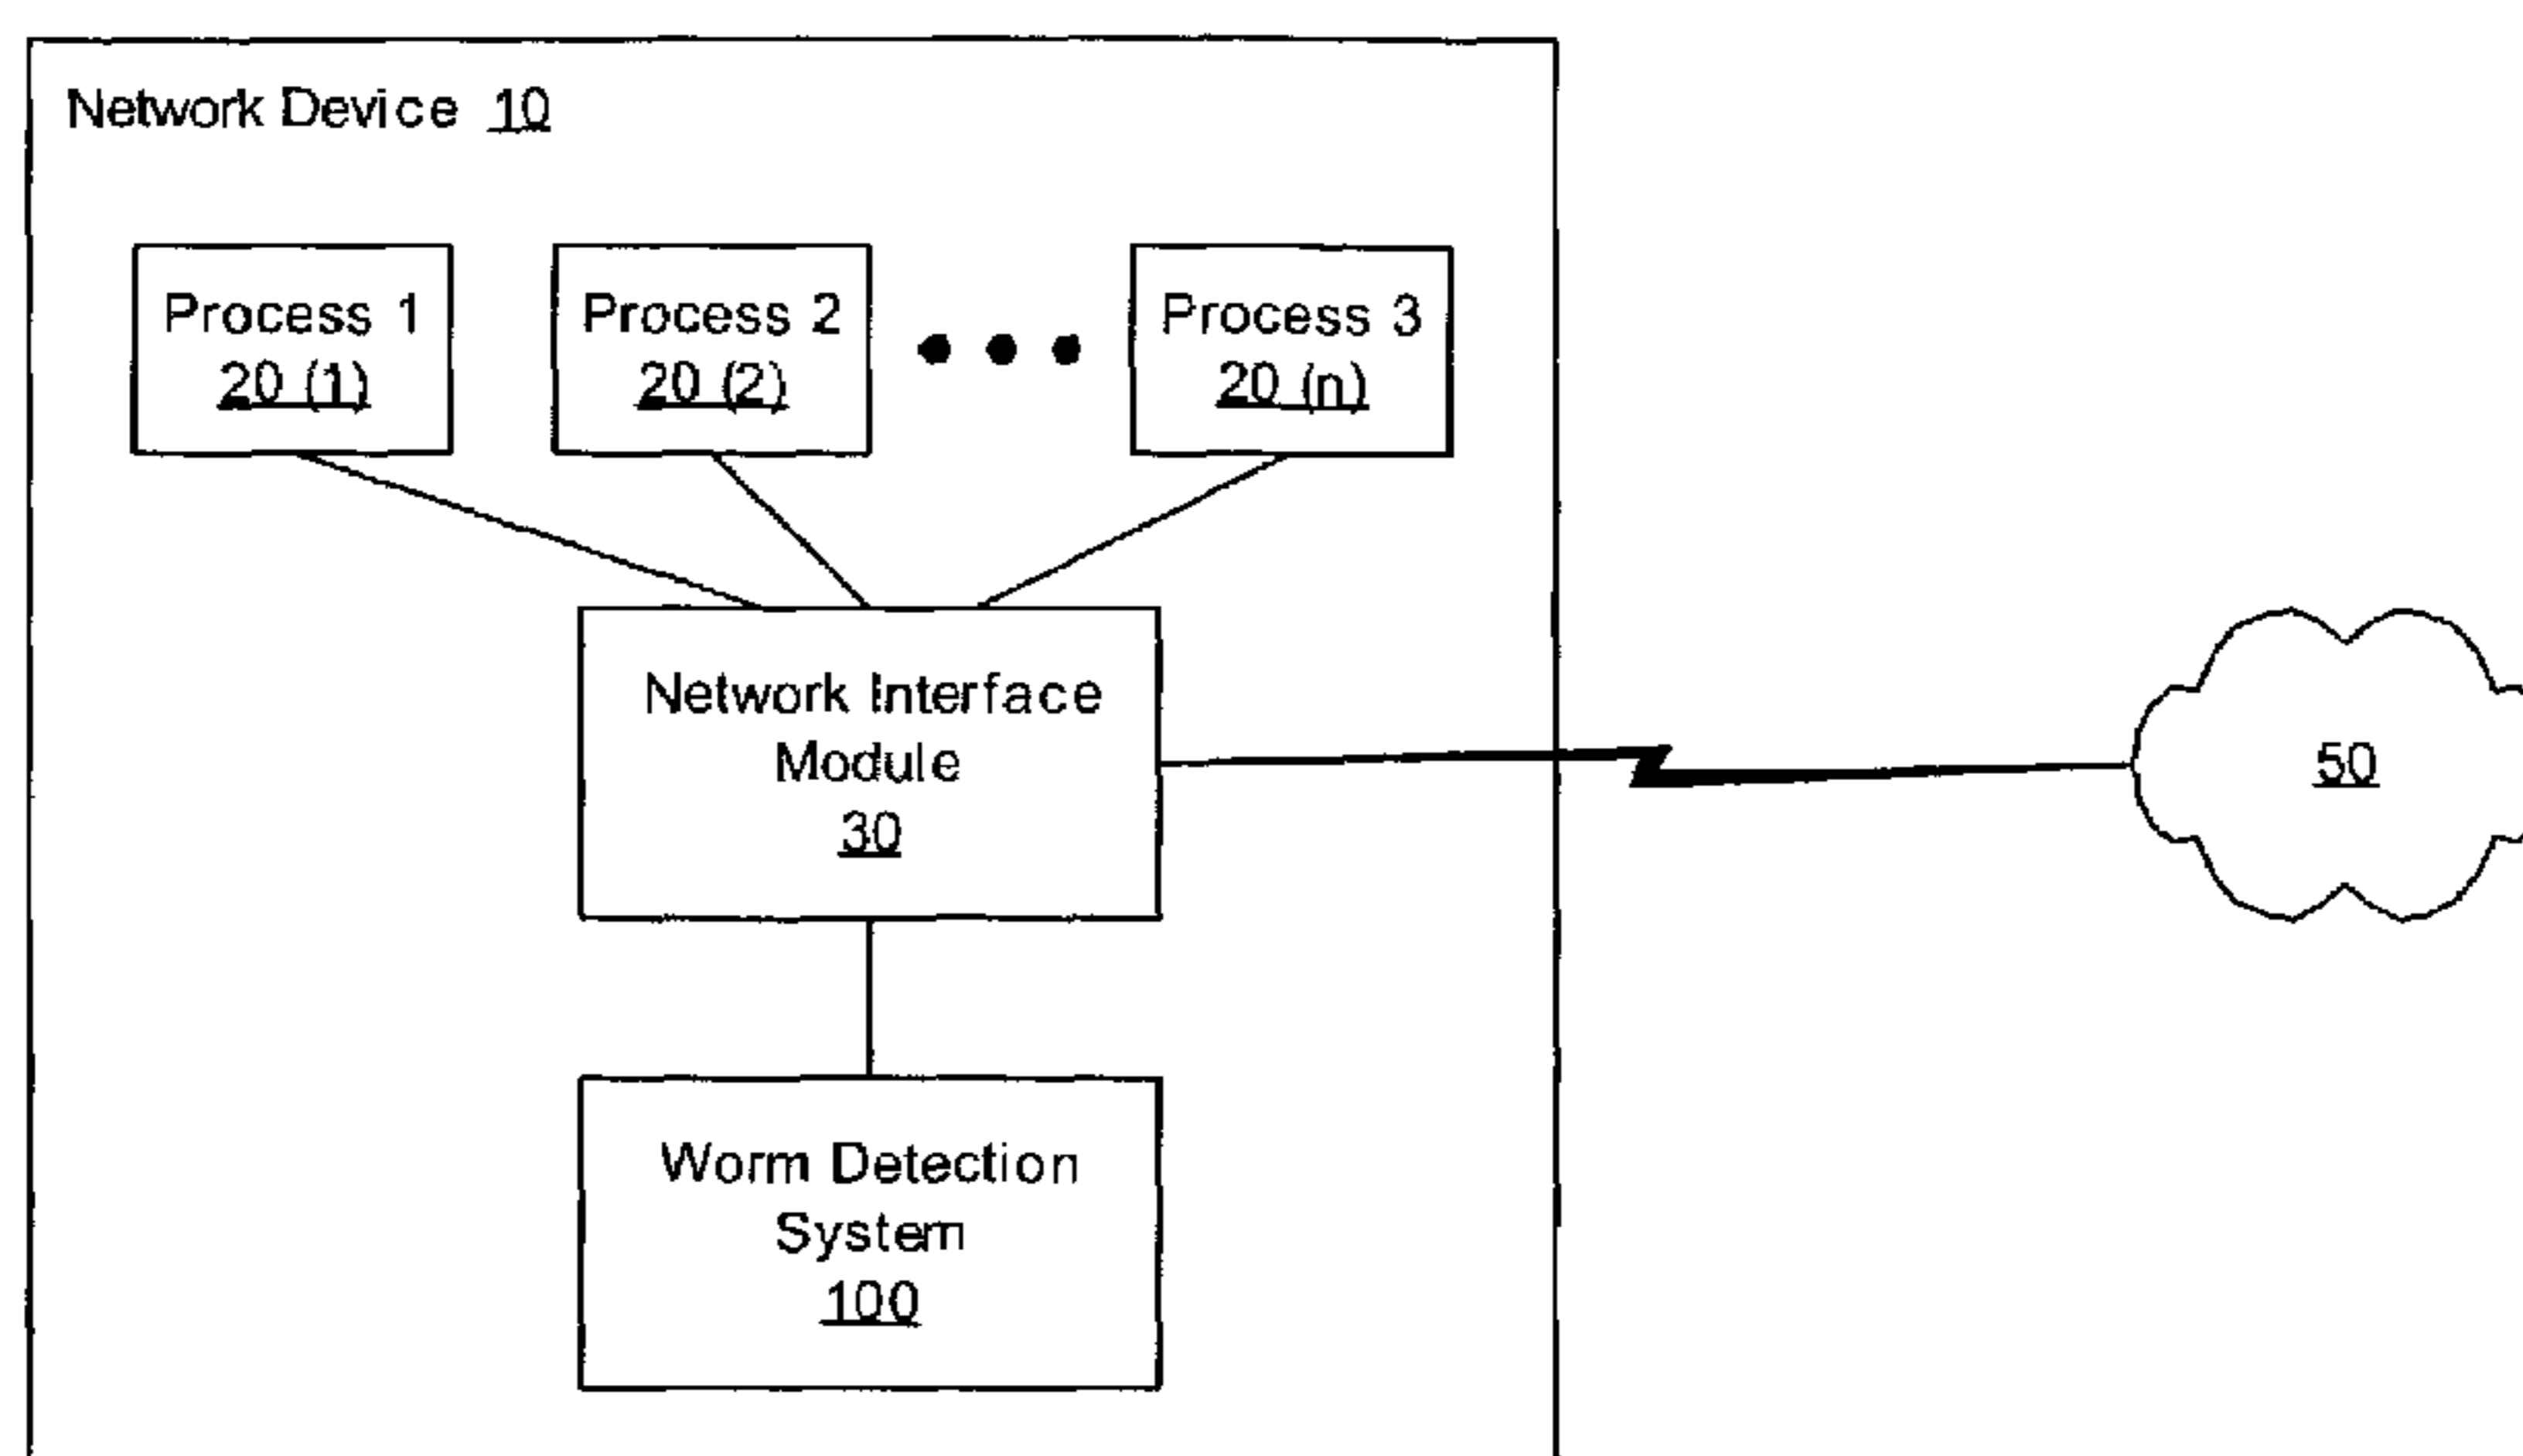 Network Device 10
Process 1
20 (1)
Process 2
20 (2)
Process 3
20 (n)
Network Interface
Module
30
50
Worm Detection
System
100